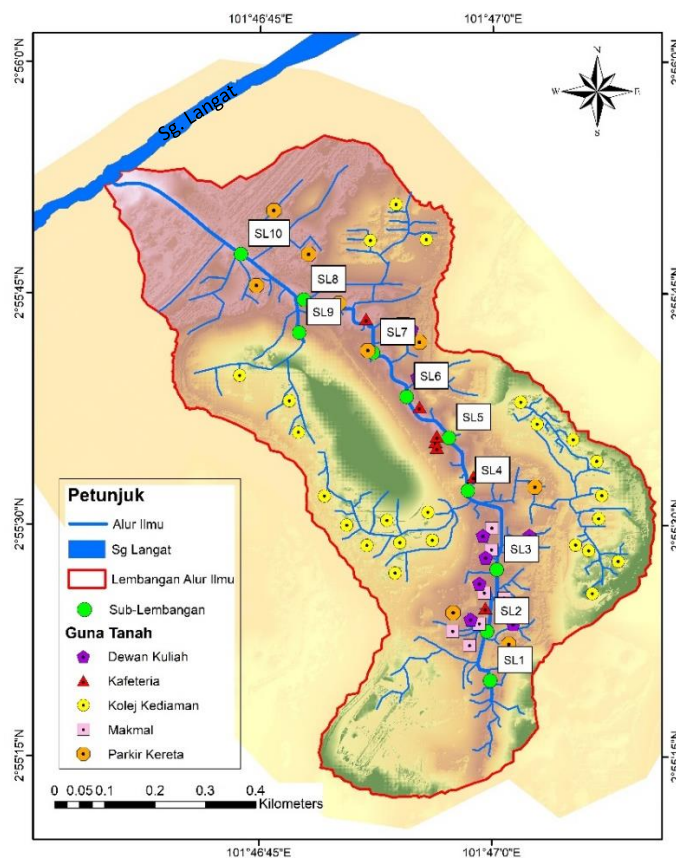 101°46'45"E
101°47'0"E
2°56'0"N
2°56'0"N
N
W
E
S
Sg. Langat
SL10
SL8
2°55'45"N
2°55'45"N
SL9
SL7
SL6
SL5
SL4
Petunjuk
Alur Ilmu
2°55'30"N
2°55'30"N
Sg Langat
SL3
Lembangan Alur Ilmu
Sub-Lembangan
SL2
Guna Tanah
Dewan Kuliah
SL1
Kafeteria
Kolej Kediaman
Makmal
Parkir Kereta
2°55'15"N
2°55'15"N
0 0.05 0.1 0.2 0.3 0.4
Kilometers
101°46'45"E
101°47'0"E